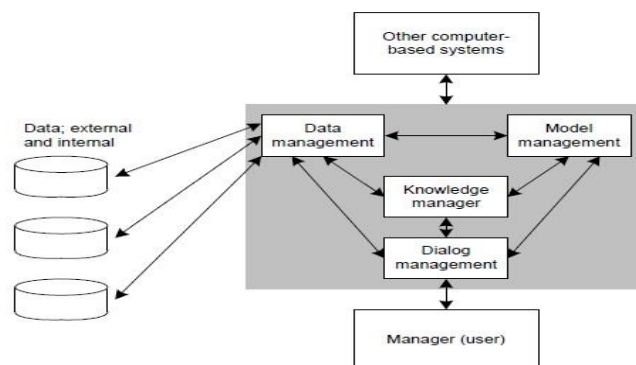 Other computer-
based systems
Data; external
and internal
Data
management
Model
management
Knowledge
manager
Dialog
management
Manager (user)